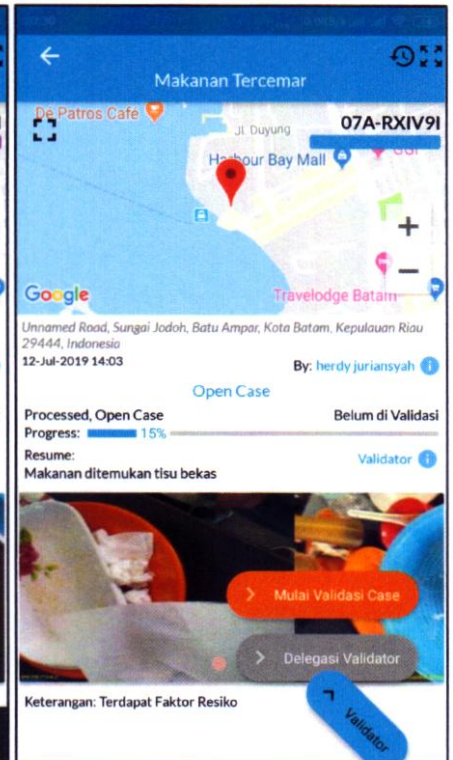 Makanan Tercemar
De Patros Cafe
Jl. Duyung
07A-RXIV9I
Harbour Bay Mall
GGi
+
−
Google
Travelodge Batam
Unnamed Road, Sungai Jodoh, Batu Ampar, Kota Batam, Kepulauan Riau
29444, Indonesia
12-Jul-2019 14:03
By: herdy juriansyah
Open Case
Processed, Open Case
Belum di Validasi
Progress: 15%
Resume:
Validator
Makanan ditemukan tisu bekas
Mulai Validasi Case
Delegasi Validator
Keterangan: Terdapat Faktor Resiko
Validator